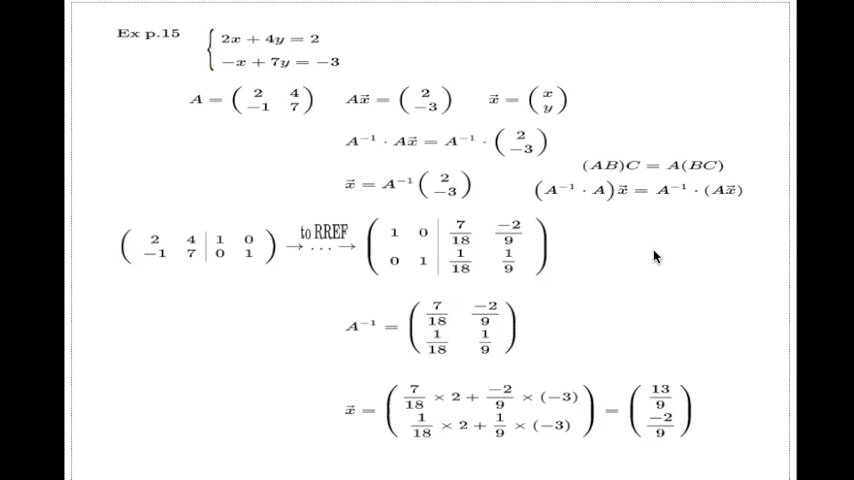 Ex p.15 { 2x + 4y = 2
−x + 7y = −3
A = ( 2 4 ; −1 7 ) Ax⃗ = ( 2 ; −3 ) x⃗ = ( x ; y )
A⁻¹ · Ax⃗ = A⁻¹ · ( 2 ; −3 )
(AB)C = A(BC)
x⃗ = A⁻¹ ( 2 ; −3 ) (A⁻¹ · A)x⃗ = A⁻¹ · (Ax⃗)
( 2 4 | 1 0 ; −1 7 | 0 1 ) → to RREF ··· → ( 1 0 | 7/18 −2/9 ; 0 1 | 1/18 1/9 )
A⁻¹ = ( 7/18 −2/9 ; 1/18 1/9 )
x⃗ = ( 7/18 × 2 + −2/9 × (−3) ; 1/18 × 2 + 1/9 × (−3) ) = ( 13/9 ; −2/9 )